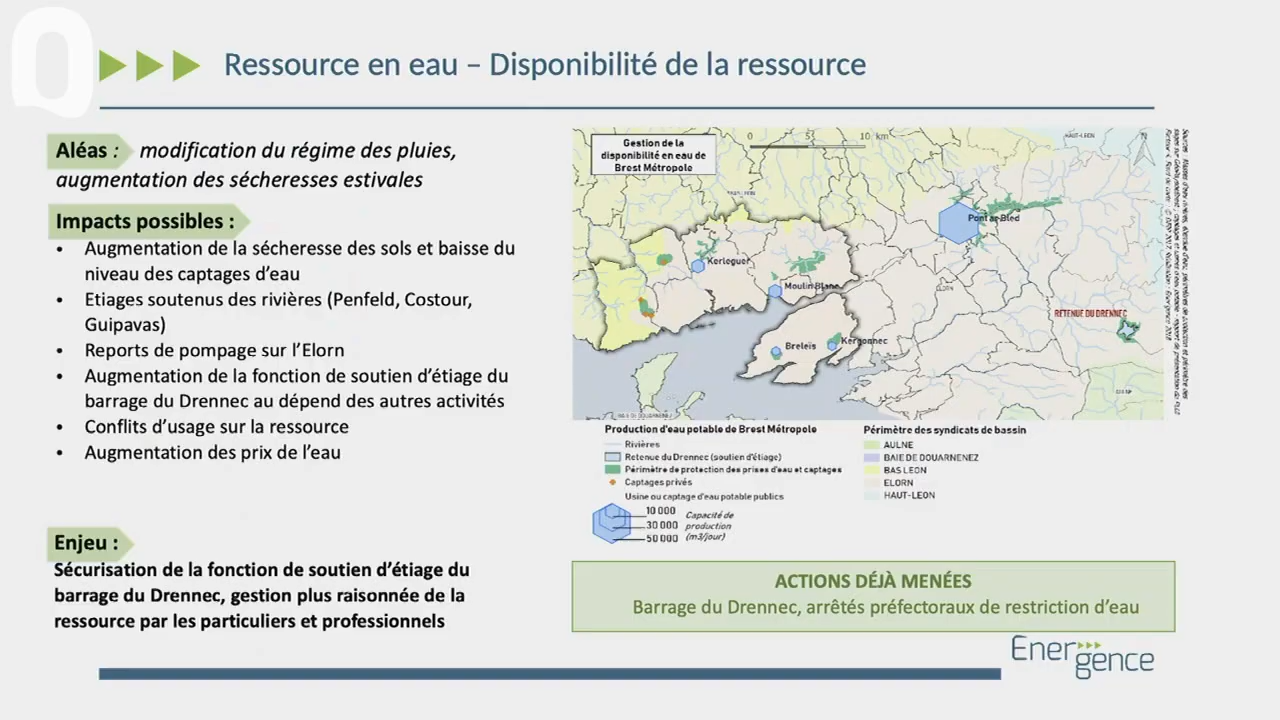 Ressource en eau – Disponibilité de la ressource
Aléas : modification du régime des pluies,
augmentation des sécheresses estivales
Impacts possibles :
• Augmentation de la sécheresse des sols et baisse du
niveau des captages d’eau
• Etiages soutenus des rivières (Penfeld, Costour,
Guipavas)
• Reports de pompage sur l’Elorn
• Augmentation de la fonction de soutien d’étiage du
barrage du Drennec au dépend des autres activités
• Conflits d’usage sur la ressource
• Augmentation des prix de l’eau
Enjeu :
Sécurisation de la fonction de soutien d’étiage du
barrage du Drennec, gestion plus raisonnée de la
ressource par les particuliers et professionnels
Gestion de la
disponibilité en eau de
Brest Métropole
0 5 10 km
HAUT-LEON
N
BAS LEON
Pont ar Bled
Kerleguer
Moulin Blanc
ELORN
RETENUE DU DRENNEC
Breleis
Kergonnec
BAIE DE DOUARNENEZ
Production d’eau potable de Brest Métropole
Rivières
Retenue du Drennec (soutien d’étiage)
Périmètre de protection des prises d’eau et captages
Captages privés
Usine ou captage d’eau potable publics
10 000
30 000
50 000
Capacité de
production
(m3/jour)
Périmètre des syndicats de bassin
AULNE
BAIE DE DOUARNENEZ
BAS LEON
ELORN
HAUT-LEON
ACTIONS DÉJÀ MENÉES
Barrage du Drennec, arrêtés préfectoraux de restriction d’eau
Energence